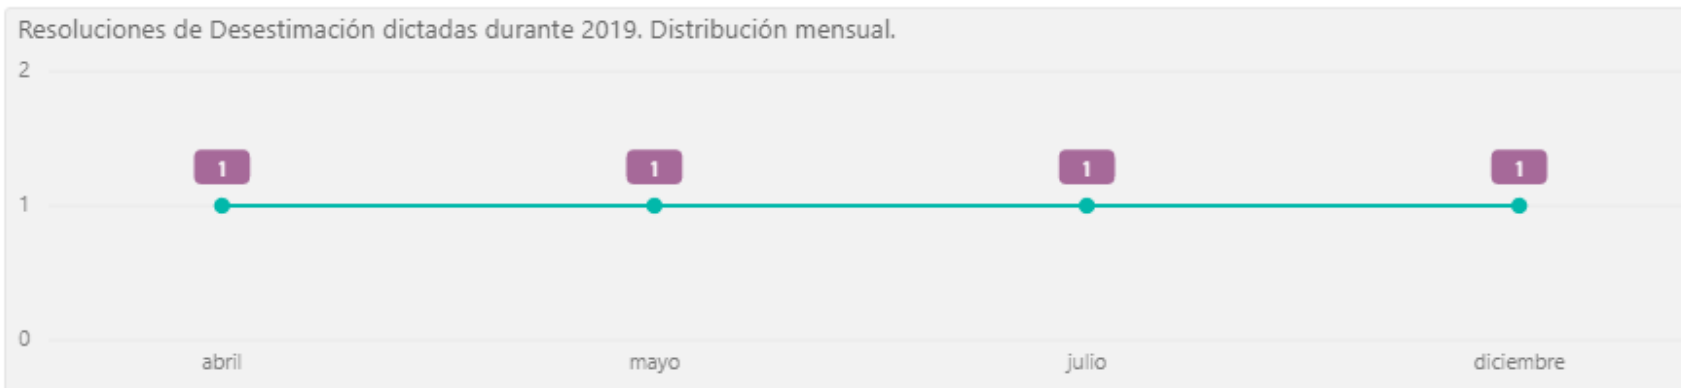 Resoluciones de Desestimación dictadas durante 2019. Distribución mensual.
2
1 1 1 1
1
0
abril mayo julio diciembre